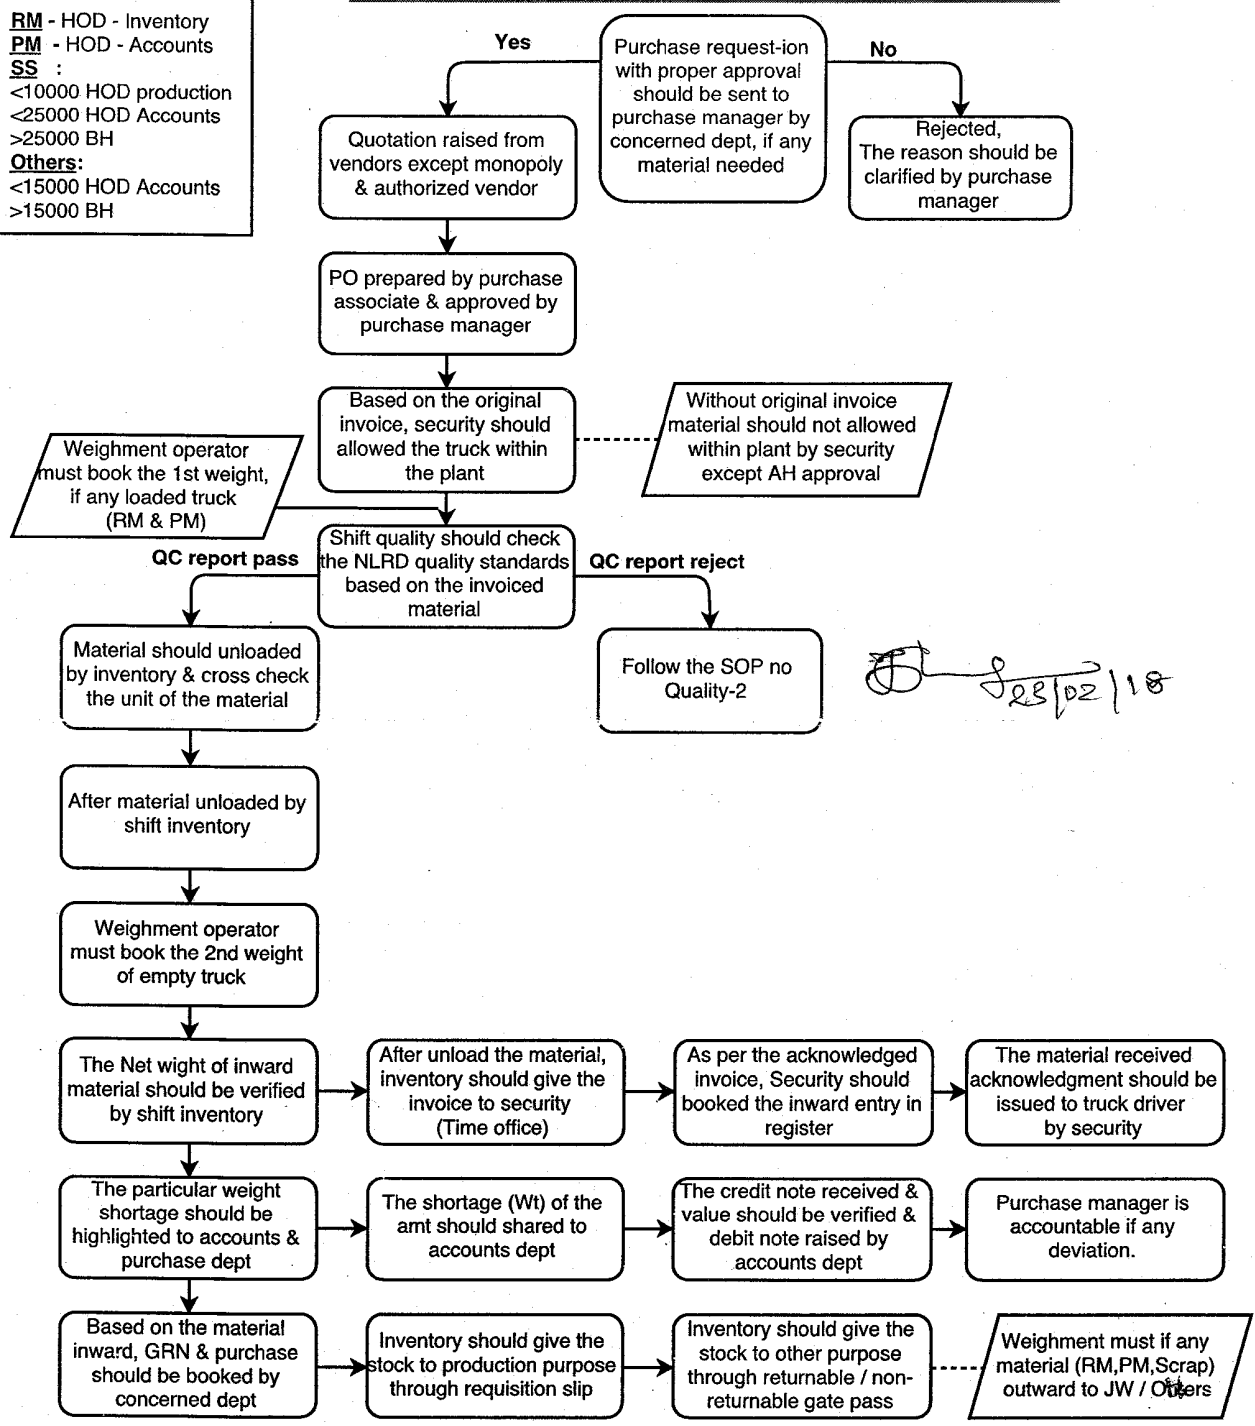 RM - HOD - Inventory
PM - HOD - Accounts
SS :
<10000 HOD production
<25000 HOD Accounts
>25000 BH
Others:
<15000 HOD Accounts
>15000 BH
Yes
Purchase request-ion
with proper approval
should be sent to
purchase manager by
concerned dept, if any
material needed
No
Quotation raised from
vendors except monopoly
& authorized vendor
Rejected,
The reason should be
clarified by purchase
manager
PO prepared by purchase
associate & approved by
purchase manager
Based on the original
invoice, security should
allowed the truck within
the plant
Without original invoice
material should not allowed
within plant by security
except AH approval
Weighment operator
must book the 1st weight,
if any loaded truck
(RM & PM)
Shift quality should check
the NLRD quality standards
based on the invoiced
material
QC report pass
QC report reject
Material should unloaded
by inventory & cross check
the unit of the material
Follow the SOP no
Quality-2
23/02/18
After material unloaded by
shift inventory
Weighment operator
must book the 2nd weight
of empty truck
The Net wight of inward
material should be verified
by shift inventory
After unload the material,
inventory should give the
invoice to security
(Time office)
As per the acknowledged
invoice, Security should
booked the inward entry in
register
The material received
acknowledgment should be
issued to truck driver
by security
The particular weight
shortage should be
highlighted to accounts &
purchase dept
The shortage (Wt) of the
amt should shared to
accounts dept
The credit note received &
value should be verified &
debit note raised by
accounts dept
Purchase manager is
accountable if any
deviation.
Based on the material
inward, GRN & purchase
should be booked by
concerned dept
Inventory should give the
stock to production purpose
through requisition slip
Inventory should give the
stock to other purpose
through returnable / non-
returnable gate pass
Weighment must if any
material (RM,PM,Scrap)
outward to JW / Others